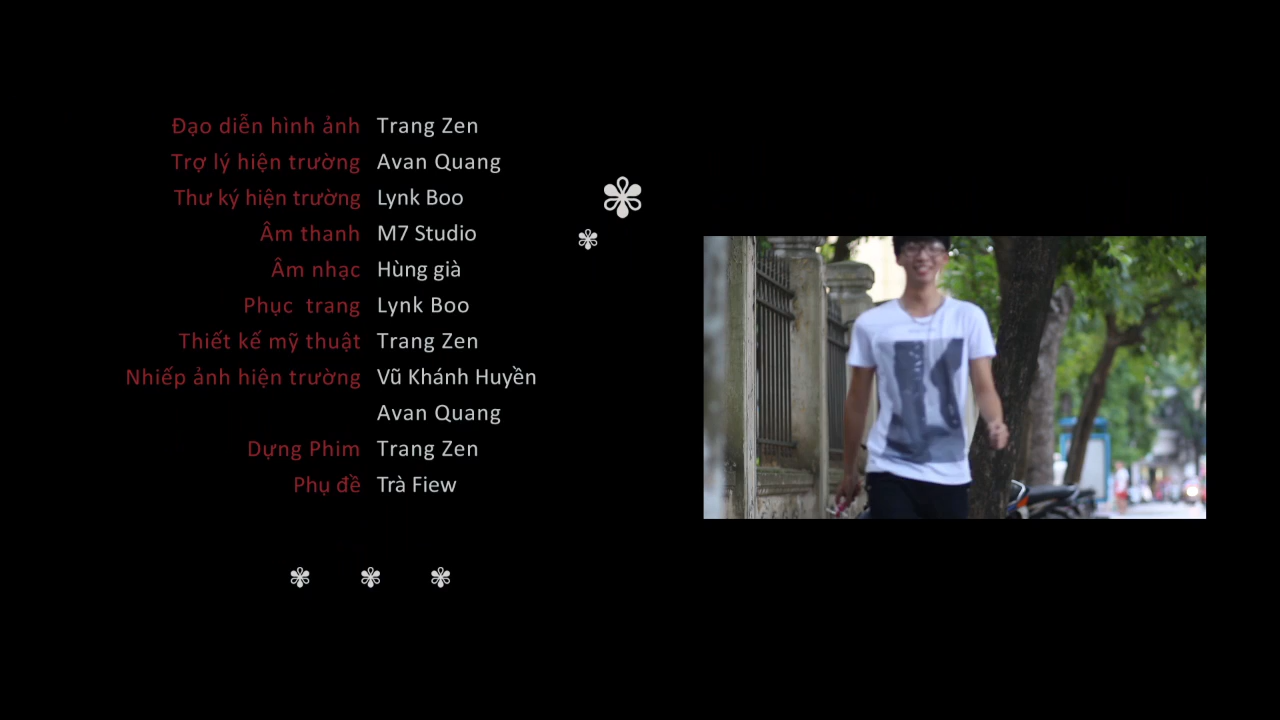 Đạo diễn hình ảnh Trang Zen
Trợ lý hiện trường Avan Quang
Thư ký hiện trường Lynk Boo
Âm thanh M7 Studio
Âm nhạc Hùng già
Phục trang Lynk Boo
Thiết kế mỹ thuật Trang Zen
Nhiếp ảnh hiện trường Vũ Khánh Huyền
Avan Quang
Dựng Phim Trang Zen
Phụ đề Trà Fiew